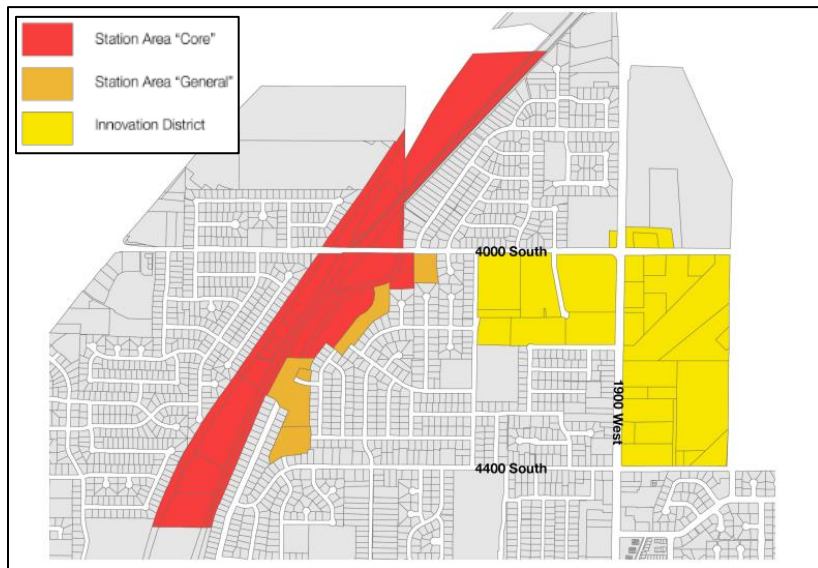 Station Area “Core”
Station Area “General”
Innovation District
4000 South
1900 West
4400 South